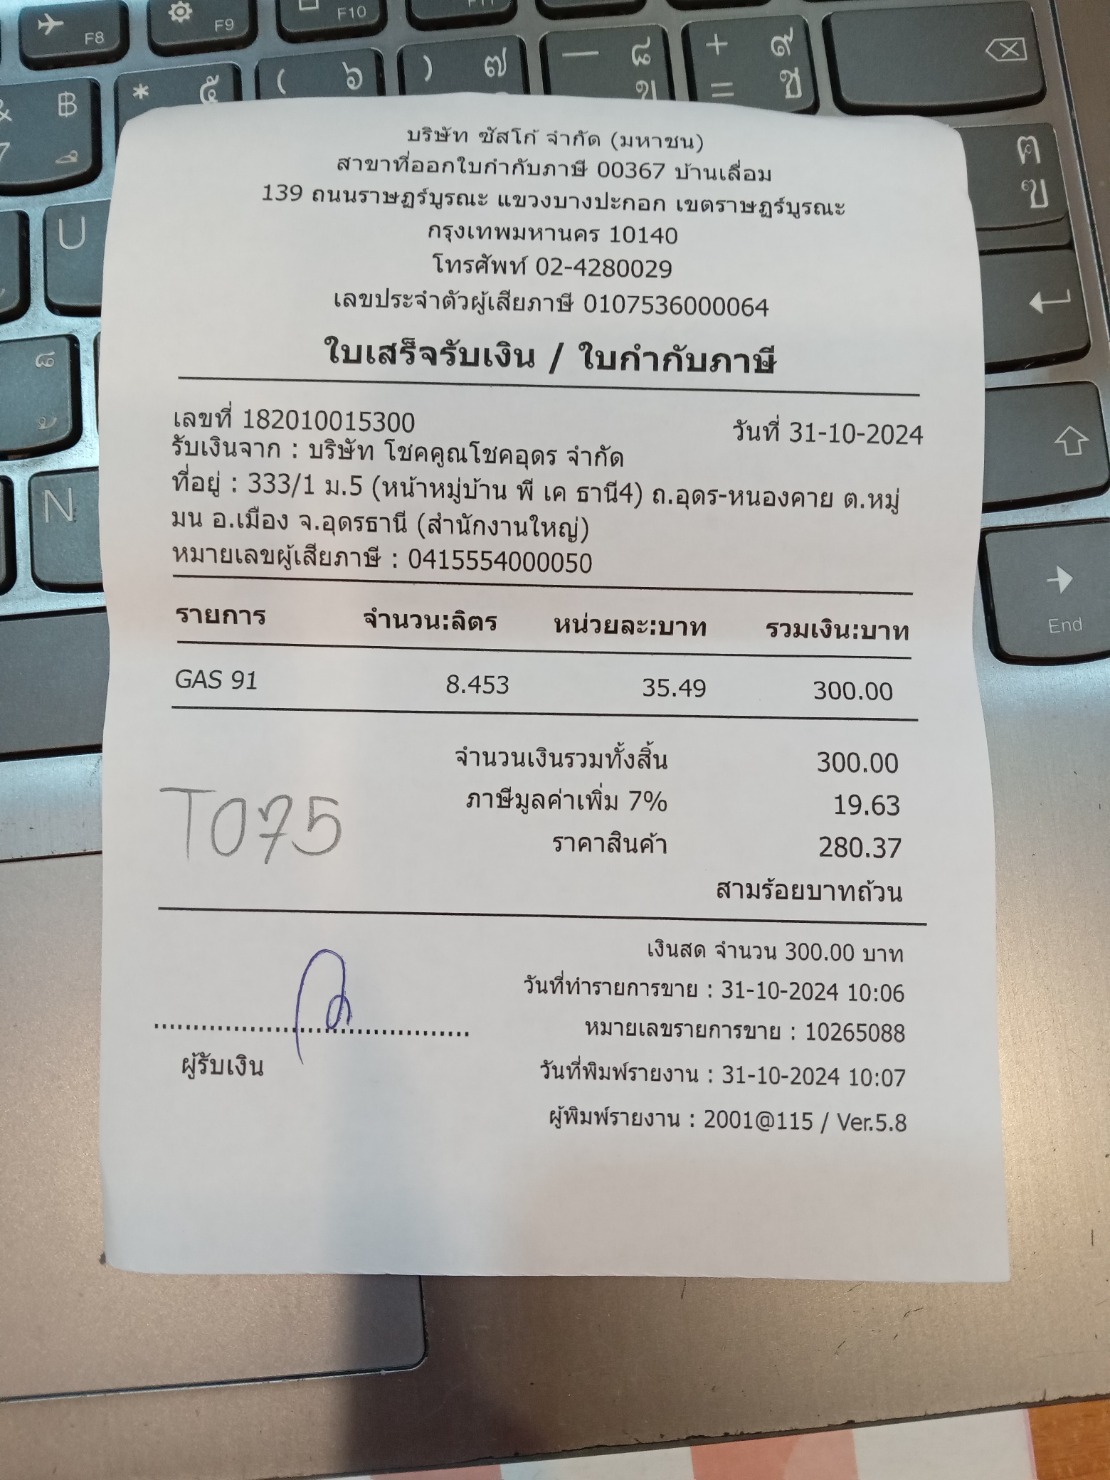 บริษัท ซัสโก้ จำกัด (มหาชน)
สาขาที่ออกใบกำกับภาษี 00367 บ้านเลื่อม
139 ถนนราษฎร์บูรณะ แขวงบางปะกอก เขตราษฎร์บูรณะ
กรุงเทพมหานคร 10140
โทรศัพท์ 02-4280029
เลขประจำตัวผู้เสียภาษี 0107536000064
ใบเสร็จรับเงิน / ใบกำกับภาษี
เลขที่ 182010015300 วันที่ 31-10-2024
รับเงินจาก : บริษัท โชคคูณโชคอุดร จำกัด
ที่อยู่ : 333/1 ม.5 (หน้าหมู่บ้าน พี เค ธานี4) ถ.อุดร-หนองคาย ต.หมู
มน อ.เมือง จ.อุดรธานี (สำนักงานใหญ่)
หมายเลขผู้เสียภาษี : 0415554000050
รายการ จำนวน:ลิตร หน่วยละ:บาท รวมเงิน:บาท
GAS 91 8.453 35.49 300.00
จำนวนเงินรวมทั้งสิ้น 300.00
ภาษีมูลค่าเพิ่ม 7% 19.63
ราคาสินค้า 280.37
T075
สามร้อยบาทถ้วน
เงินสด จำนวน 300.00 บาท
วันที่ทำรายการขาย : 31-10-2024 10:06
หมายเลขรายการขาย : 10265088
ผู้รับเงิน
วันที่พิมพ์รายงาน : 31-10-2024 10:07
ผู้พิมพ์รายงาน : 2001@115 / Ver.5.8
F8
F9
F10
U
N
End